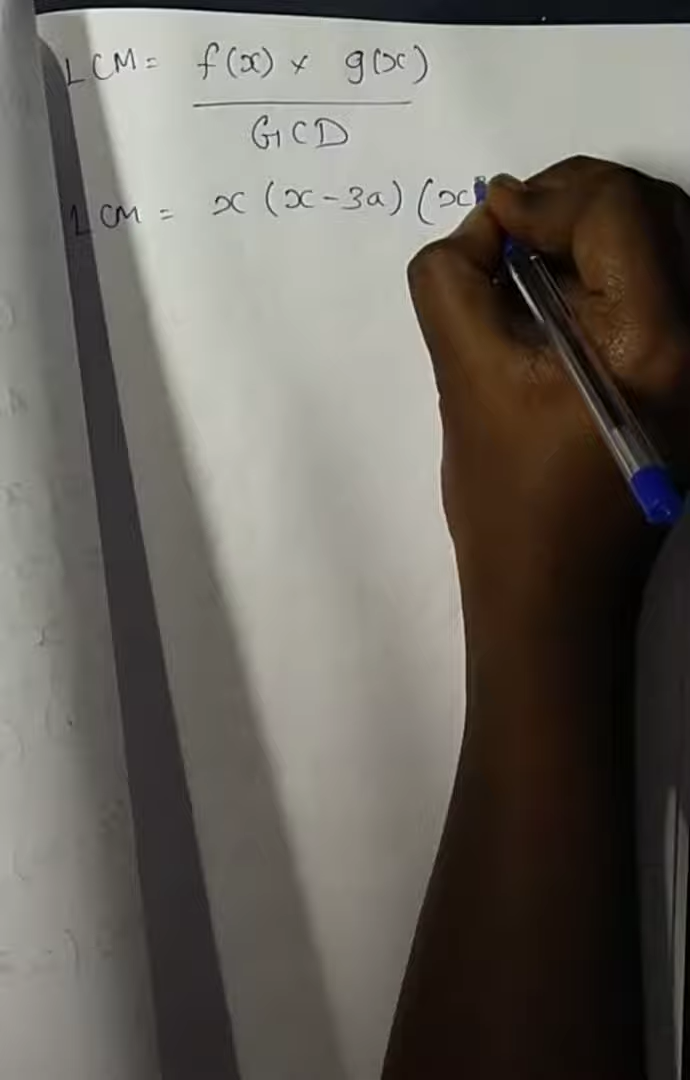 LCM = f(x) × g(x)
GCD
LCM = x (x - 3a) (x